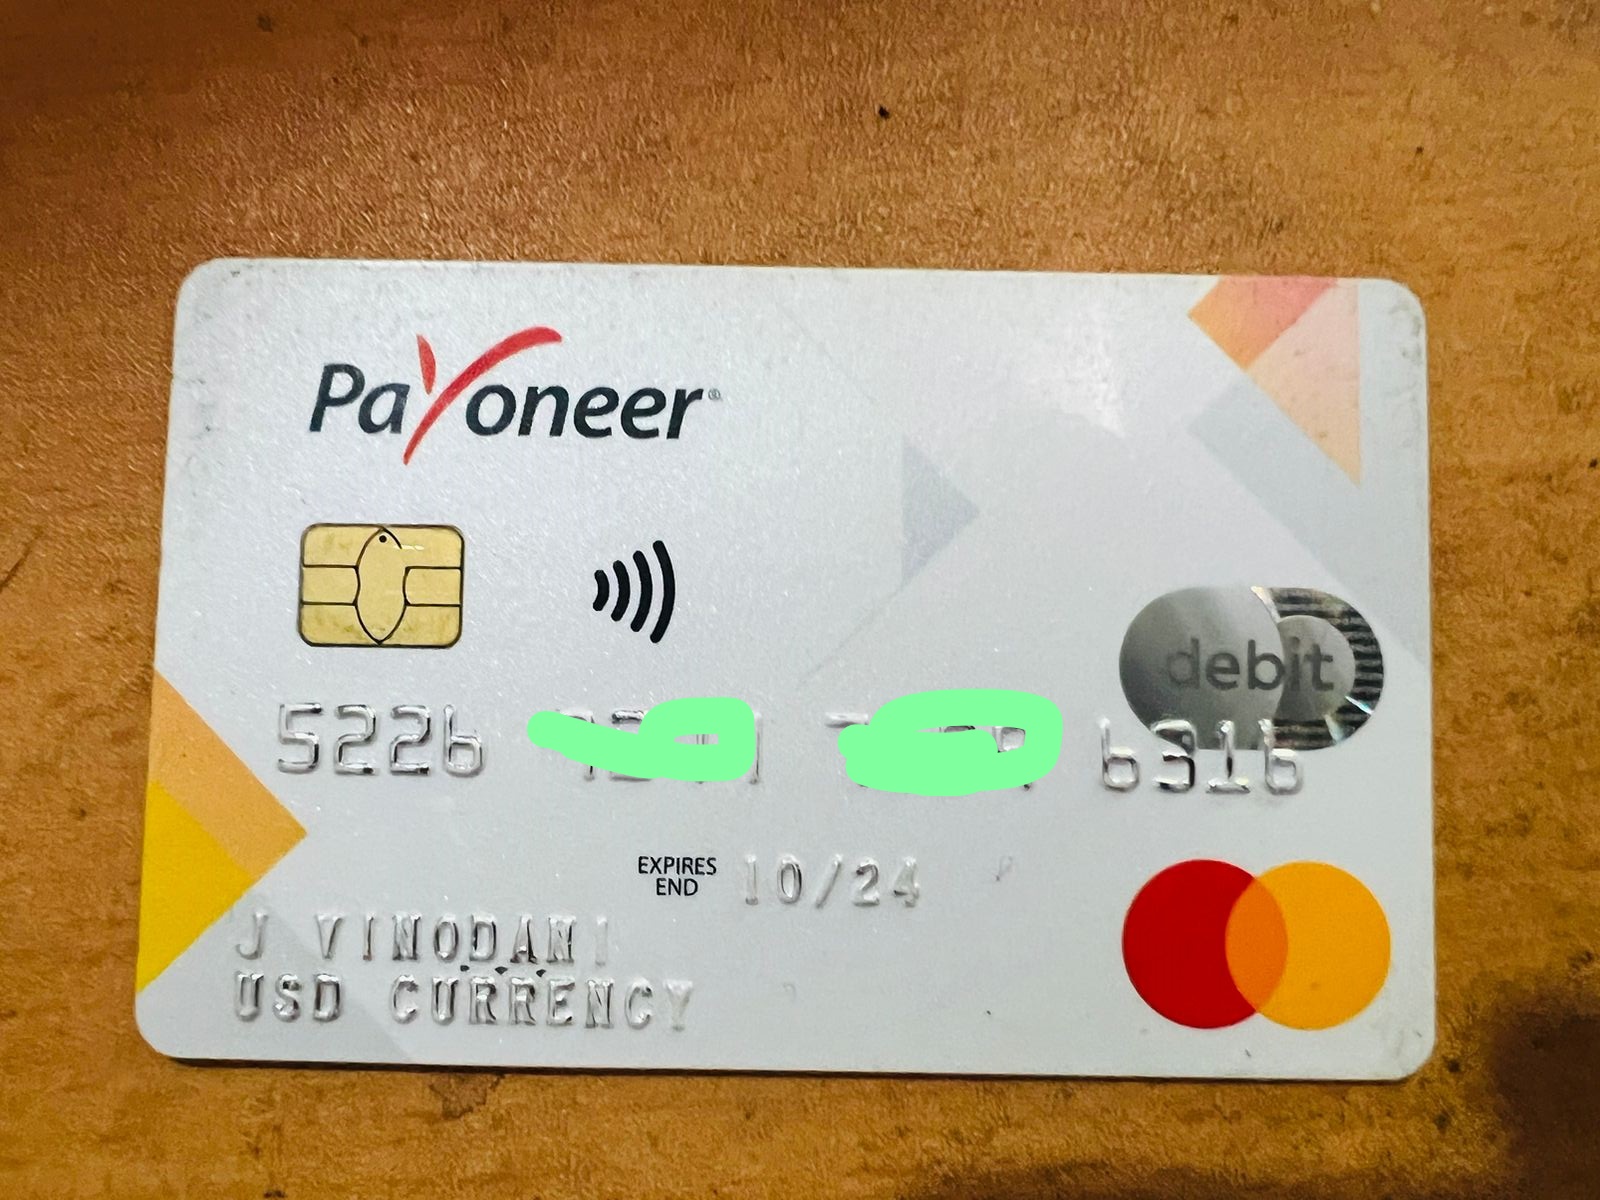 Payoneer®
debit
5226 6316
EXPIRES END 10/24
J VINODANI
USD CURRENCY